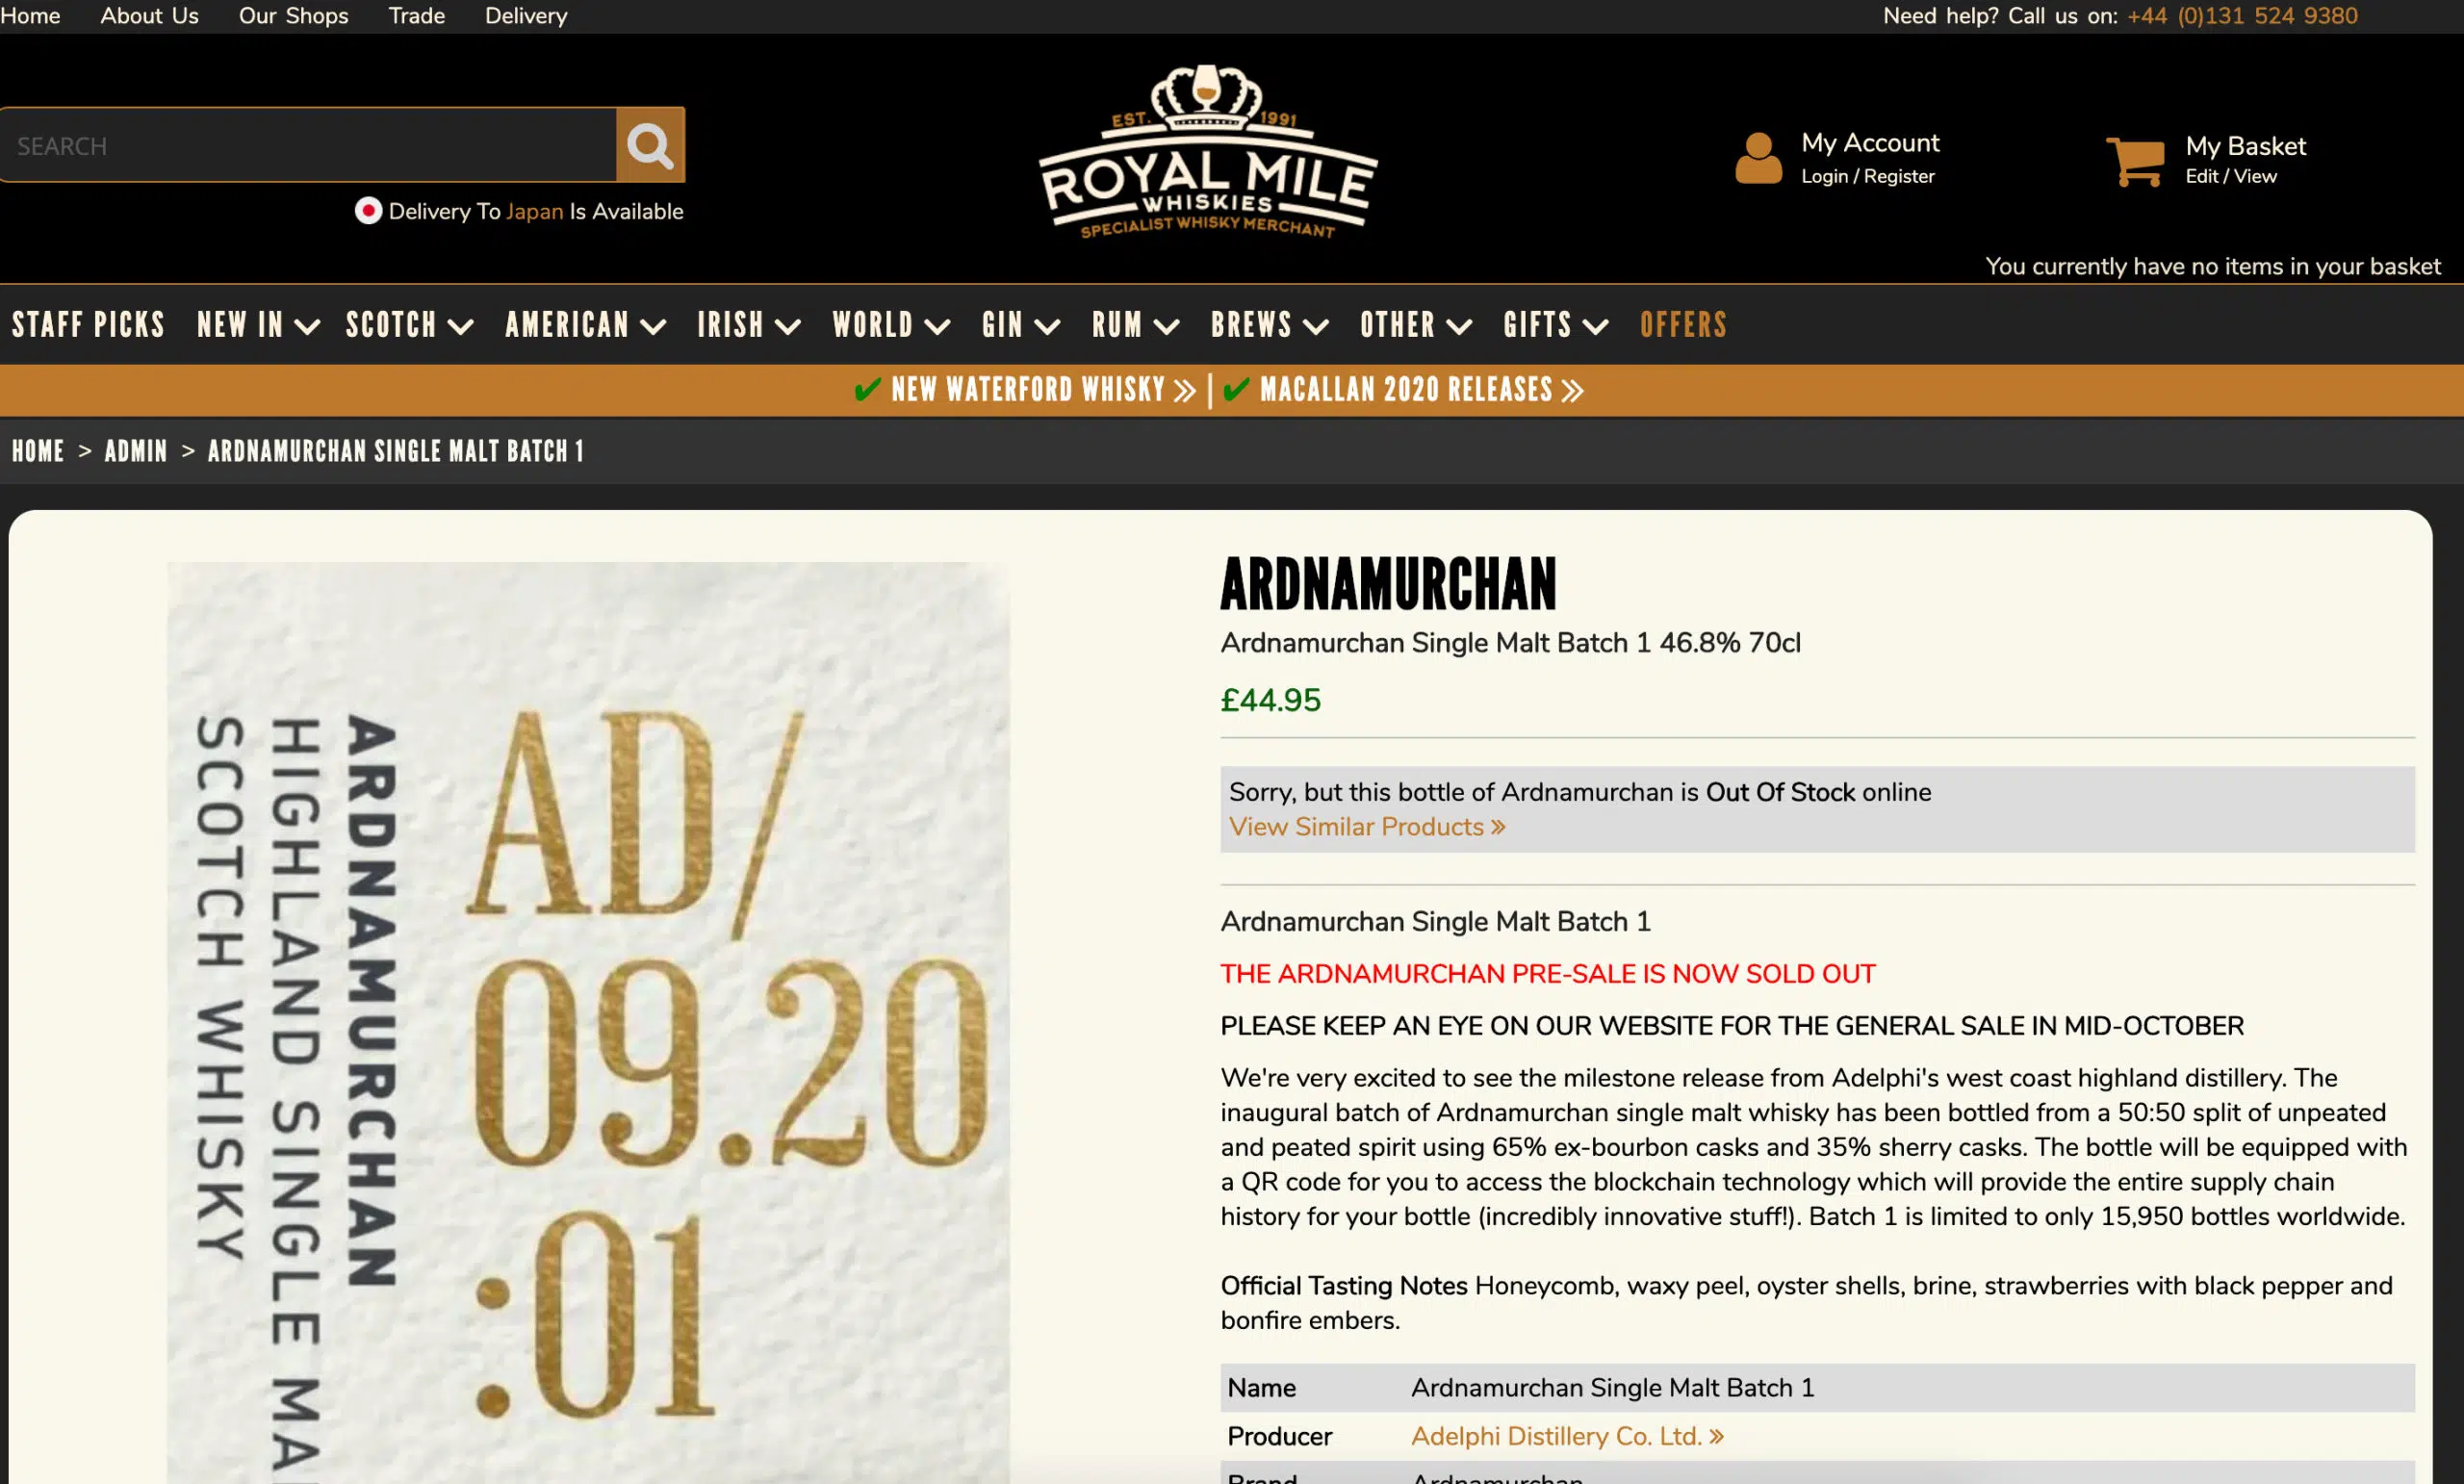 Home About Us Our Shops Trade Delivery
Need help? Call us on: +44 (0)131 524 9380
SEARCH
Delivery To Japan Is Available
EST. 1991
ROYAL MILE
WHISKIES
SPECIALIST WHISKY MERCHANT
My Account
Login / Register
My Basket
Edit / View
You currently have no items in your basket
STAFF PICKS NEW IN SCOTCH AMERICAN IRISH WORLD GIN RUM BREWS OTHER GIFTS OFFERS
✔ NEW WATERFORD WHISKY » | ✔ MACALLAN 2020 RELEASES »
HOME > ADMIN > ARDNAMURCHAN SINGLE MALT BATCH 1
ARDNAMURCHAN
HIGHLAND SINGLE MA
SCOTCH WHISKY
AD/
09.20
:01
ARDNAMURCHAN
Ardnamurchan Single Malt Batch 1 46.8% 70cl
£44.95
Sorry, but this bottle of Ardnamurchan is Out Of Stock online
View Similar Products »
Ardnamurchan Single Malt Batch 1
THE ARDNAMURCHAN PRE-SALE IS NOW SOLD OUT
PLEASE KEEP AN EYE ON OUR WEBSITE FOR THE GENERAL SALE IN MID-OCTOBER
We're very excited to see the milestone release from Adelphi's west coast highland distillery. The
inaugural batch of Ardnamurchan single malt whisky has been bottled from a 50:50 split of unpeated
and peated spirit using 65% ex-bourbon casks and 35% sherry casks. The bottle will be equipped with
a QR code for you to access the blockchain technology which will provide the entire supply chain
history for your bottle (incredibly innovative stuff!). Batch 1 is limited to only 15,950 bottles worldwide.
Official Tasting Notes Honeycomb, waxy peel, oyster shells, brine, strawberries with black pepper and
bonfire embers.
Name Ardnamurchan Single Malt Batch 1
Producer Adelphi Distillery Co. Ltd. »
Brand Ardnamurchan